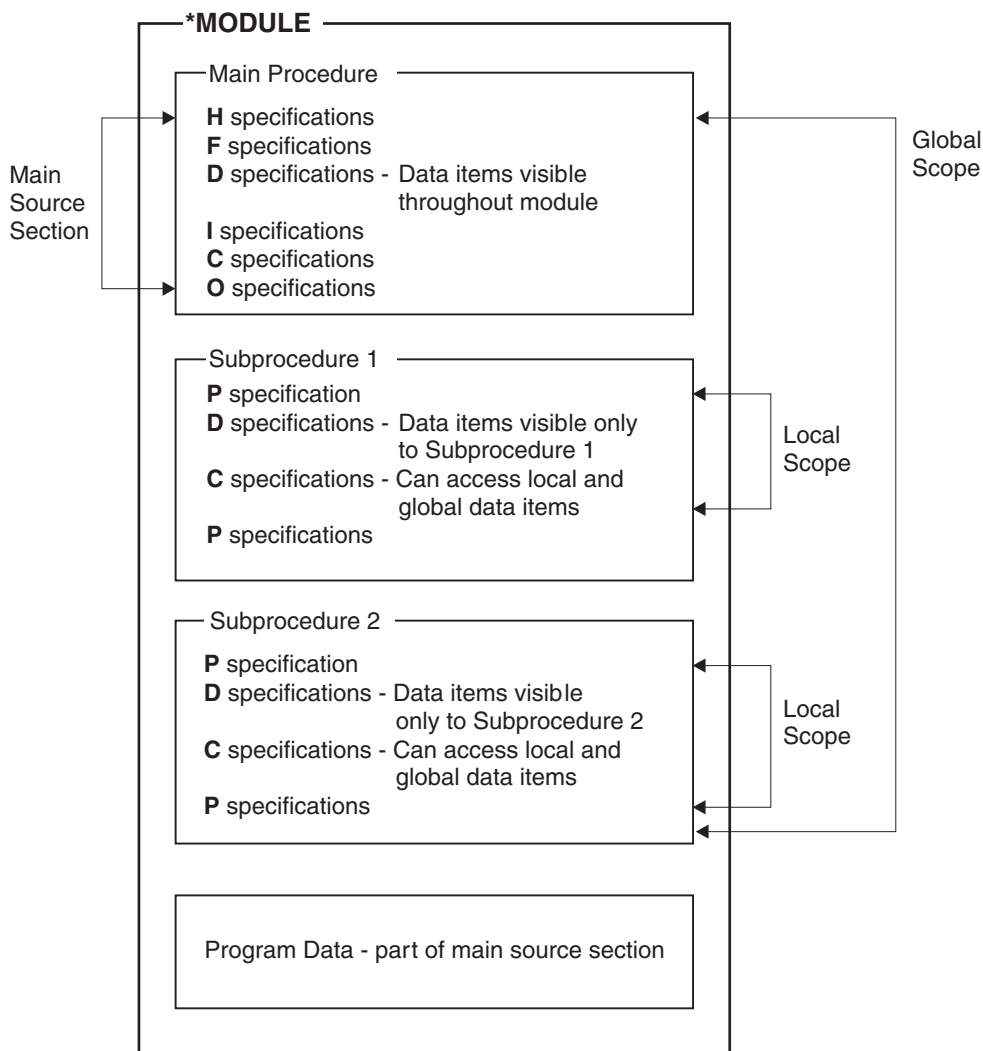 *MODULE
Main Procedure
H specifications
F specifications
D specifications - Data items visible
throughout module
I specifications
C specifications
O specifications
Main
Source
Section
Global
Scope
Subprocedure 1
P specification
D specifications - Data items visible only
to Subprocedure 1
C specifications - Can access local and
global data items
P specifications
Local
Scope
Subprocedure 2
P specification
D specifications - Data items visible
only to Subprocedure 2
C specifications - Can access local and
global data items
P specifications
Local
Scope
Program Data - part of main source section